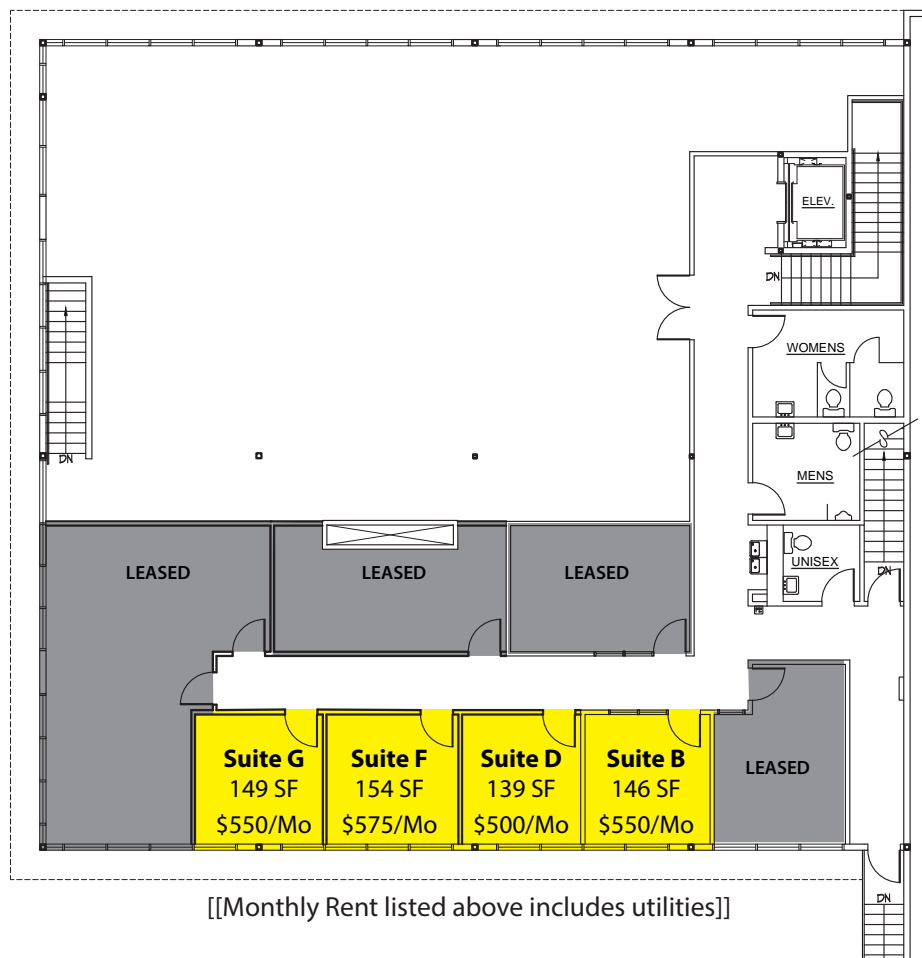 ELEV.
DN
WOMENS
MENS
DN
UNISEX
DN
LEASED
LEASED
LEASED
LEASED
Suite G
149 SF
$550/Mo
Suite F
154 SF
$575/Mo
Suite D
139 SF
$500/Mo
Suite B
146 SF
$550/Mo
DN
[[Monthly Rent listed above includes utilities]]